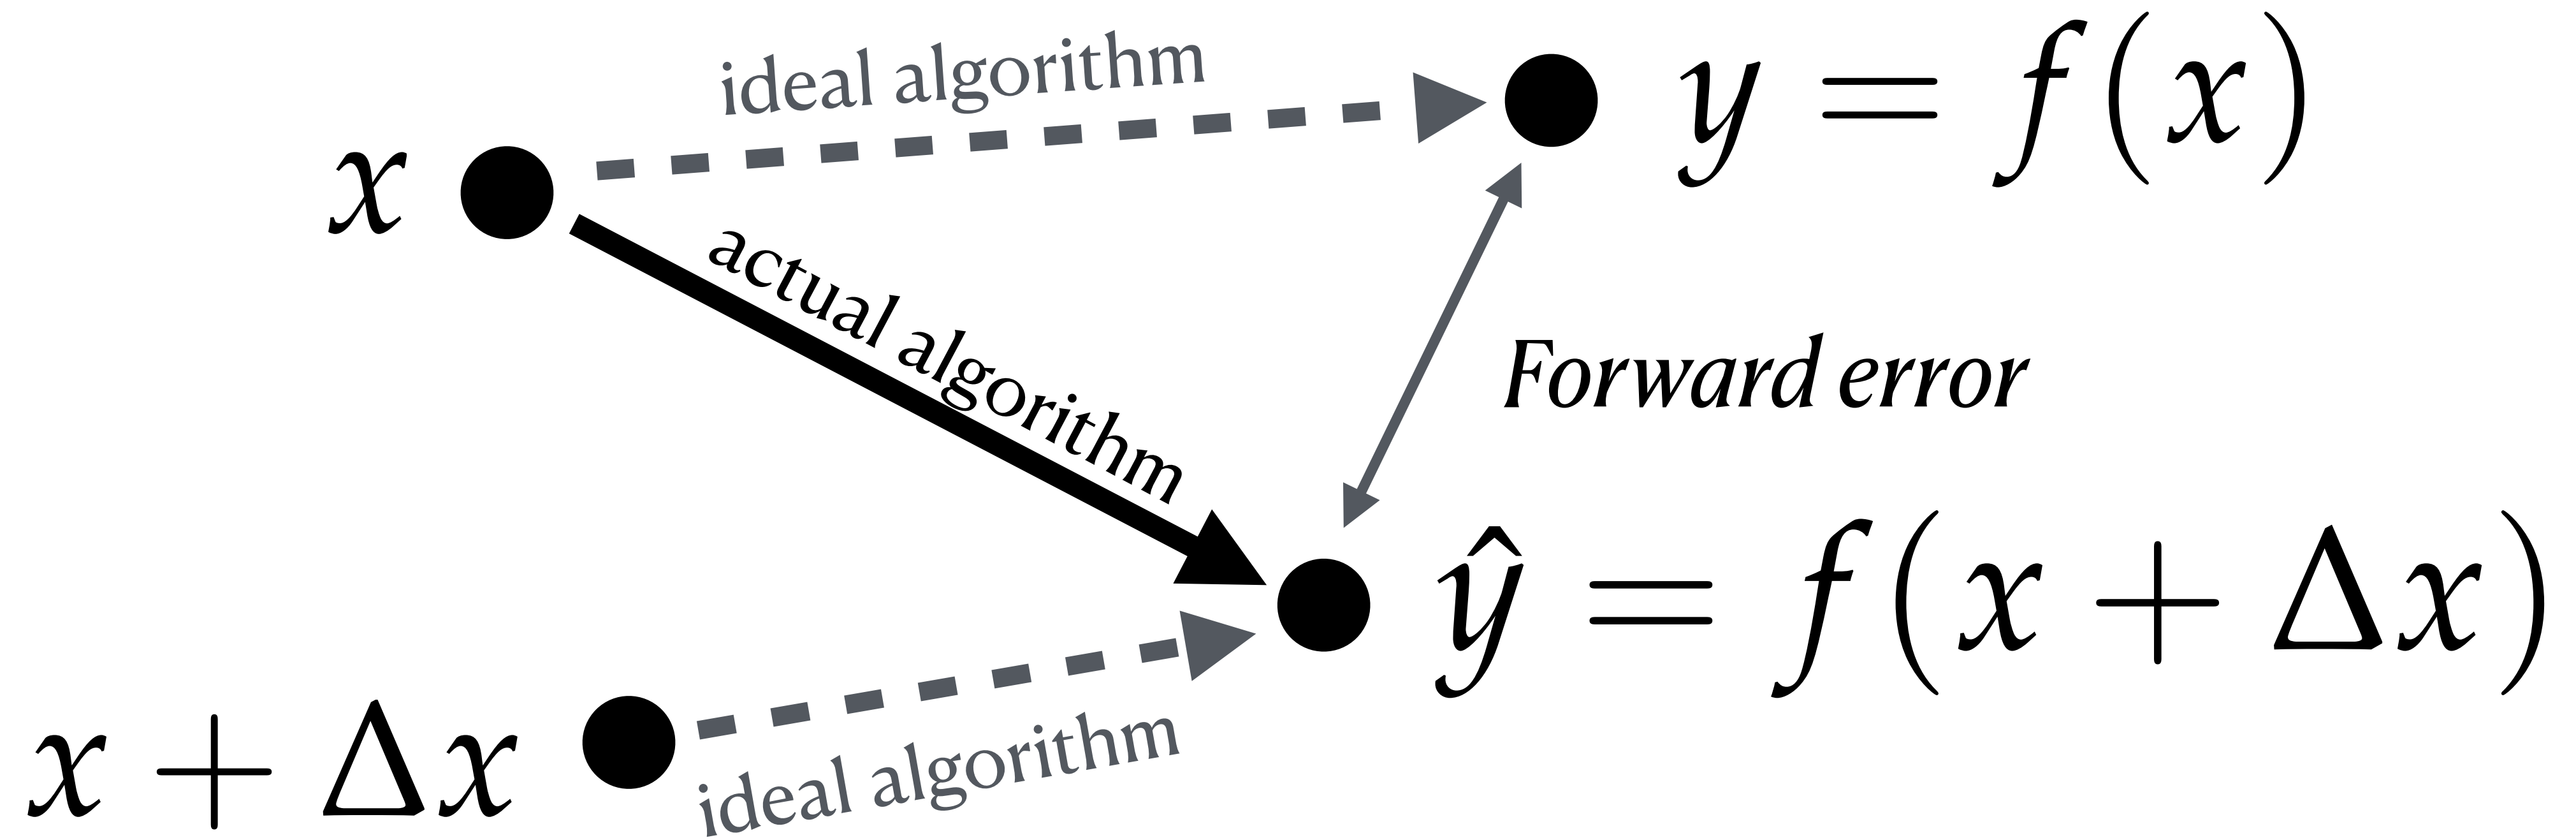 ideal algorithm
y = f(x)
x
actual algorithm
Forward error
ŷ = f(x + Δx)
x + Δx
ideal algorithm